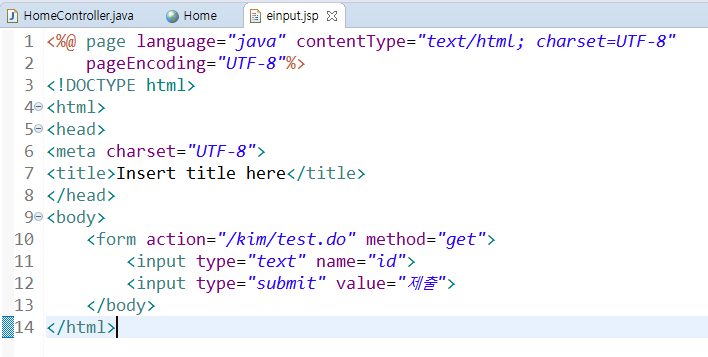 HomeController.java Home einput.jsp
1 <%@ page language="java" contentType="text/html; charset=UTF-8"
2     pageEncoding="UTF-8"%>
3 <!DOCTYPE html>
4 <html>
5 <head>
6 <meta charset="UTF-8">
7 <title>Insert title here</title>
8 </head>
9 <body>
10     <form action="/kim/test.do" method="get">
11         <input type="text" name="id">
12         <input type="submit" value="제출">
13     </body>
14 </html>